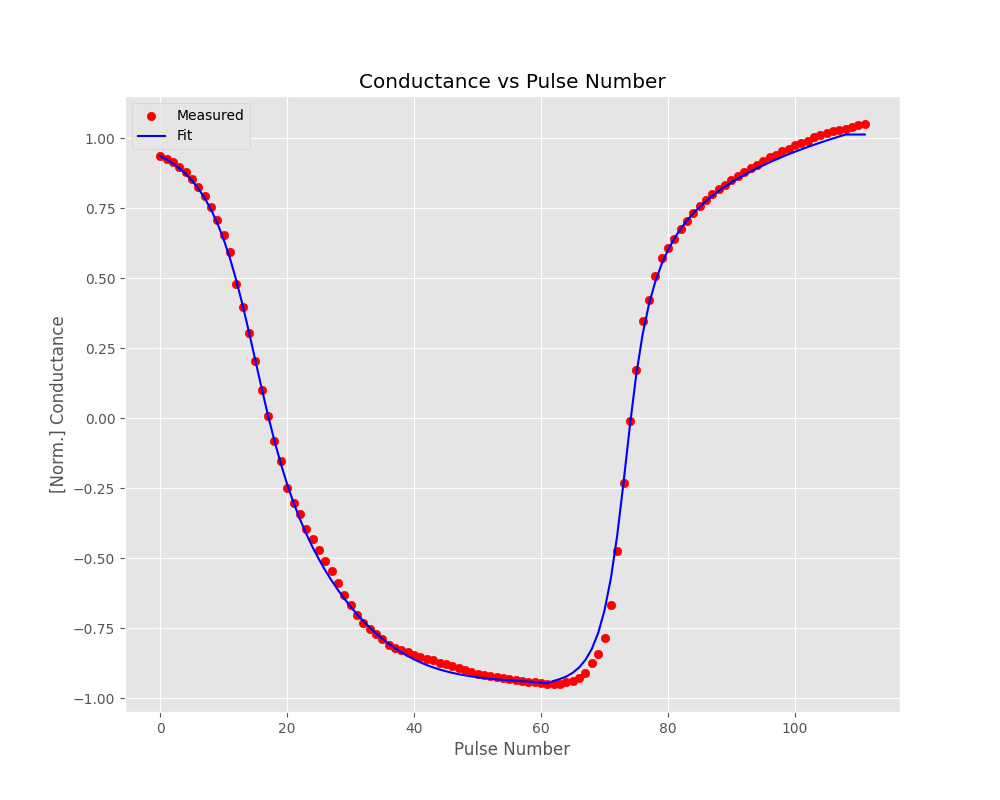 Conductance vs Pulse Number
Measured
Fit
[Norm.] Conductance
1.00
0.75
0.50
0.25
0.00
−0.25
−0.50
−0.75
−1.00
0 20 40 60 80 100
Pulse Number